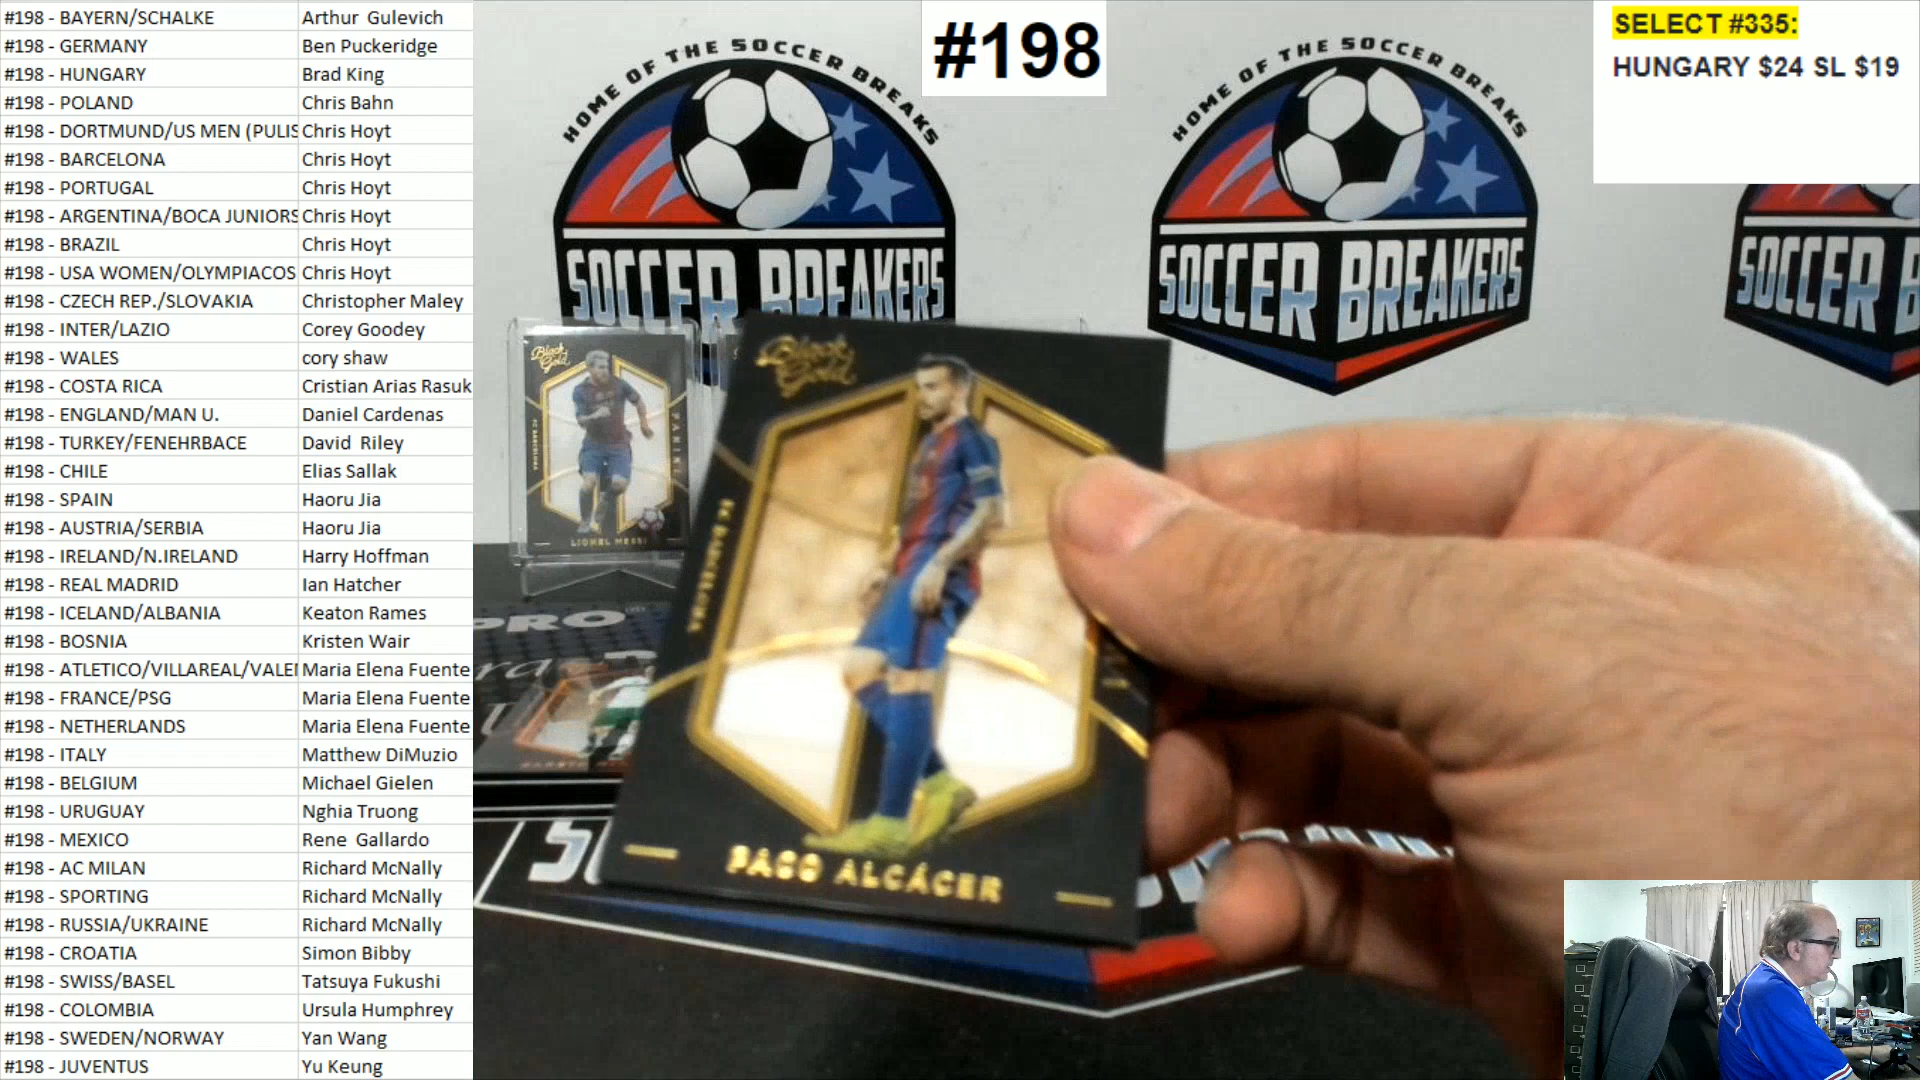 #198 - BAYERN/SCHALKE Arthur Gulevich
#198 - GERMANY Ben Puckeridge
#198 - HUNGARY Brad King
#198 - POLAND Chris Bahn
#198 - DORTMUND/US MEN (PULIS Chris Hoyt
#198 - BARCELONA Chris Hoyt
#198 - PORTUGAL Chris Hoyt
#198 - ARGENTINA/BOCA JUNIORS Chris Hoyt
#198 - BRAZIL Chris Hoyt
#198 - USA WOMEN/OLYMPIACOS Chris Hoyt
#198 - CZECH REP./SLOVAKIA Christopher Maley
#198 - INTER/LAZIO Corey Goodey
#198 - WALES cory shaw
#198 - COSTA RICA Cristian Arias Rasuk
#198 - ENGLAND/MAN U. Daniel Cardenas
#198 - TURKEY/FENEHRBACE David Riley
#198 - CHILE Elias Sallak
#198 - SPAIN Haoru Jia
#198 - AUSTRIA/SERBIA Haoru Jia
#198 - IRELAND/N.IRELAND Harry Hoffman
#198 - REAL MADRID Ian Hatcher
#198 - ICELAND/ALBANIA Keaton Rames
#198 - BOSNIA Kristen Wair
#198 - ATLETICO/VILLAREAL/VALEN Maria Elena Fuente
#198 - FRANCE/PSG Maria Elena Fuente
#198 - NETHERLANDS Maria Elena Fuente
#198 - ITALY Matthew DiMuzio
#198 - BELGIUM Michael Gielen
#198 - URUGUAY Nghia Truong
#198 - MEXICO Rene Gallardo
#198 - AC MILAN Richard McNally
#198 - SPORTING Richard McNally
#198 - RUSSIA/UKRAINE Richard McNally
#198 - CROATIA Simon Bibby
#198 - SWISS/BASEL Tatsuya Fukushi
#198 - COLOMBIA Ursula Humphrey
#198 - SWEDEN/NORWAY Yan Wang
#198 - JUVENTUS Yu Keung
#198
SELECT #335:
HUNGARY $24 SL $19
HOME OF THE SOCCER BREAKS
SOCCER BREAKERS
HOME OF THE SOCCER BREAKS
SOCCER BREAKERS
SOCCER B
Black Gold
FC BARCELONA
PANINI
LIONEL MESSI
Black Gold
FC BARCELONA
PACO ALCÁCER
PRO